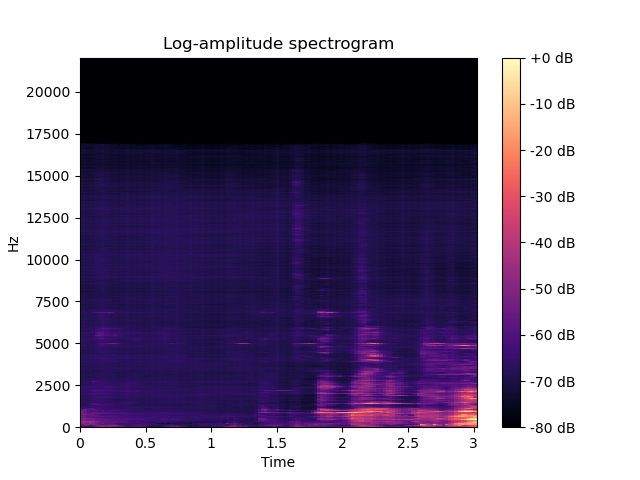 Log-amplitude spectrogram
Hz
20000
17500
15000
12500
10000
7500
5000
2500
0
0 0.5 1 1.5 2 2.5 3
Time
+0 dB
-10 dB
-20 dB
-30 dB
-40 dB
-50 dB
-60 dB
-70 dB
-80 dB